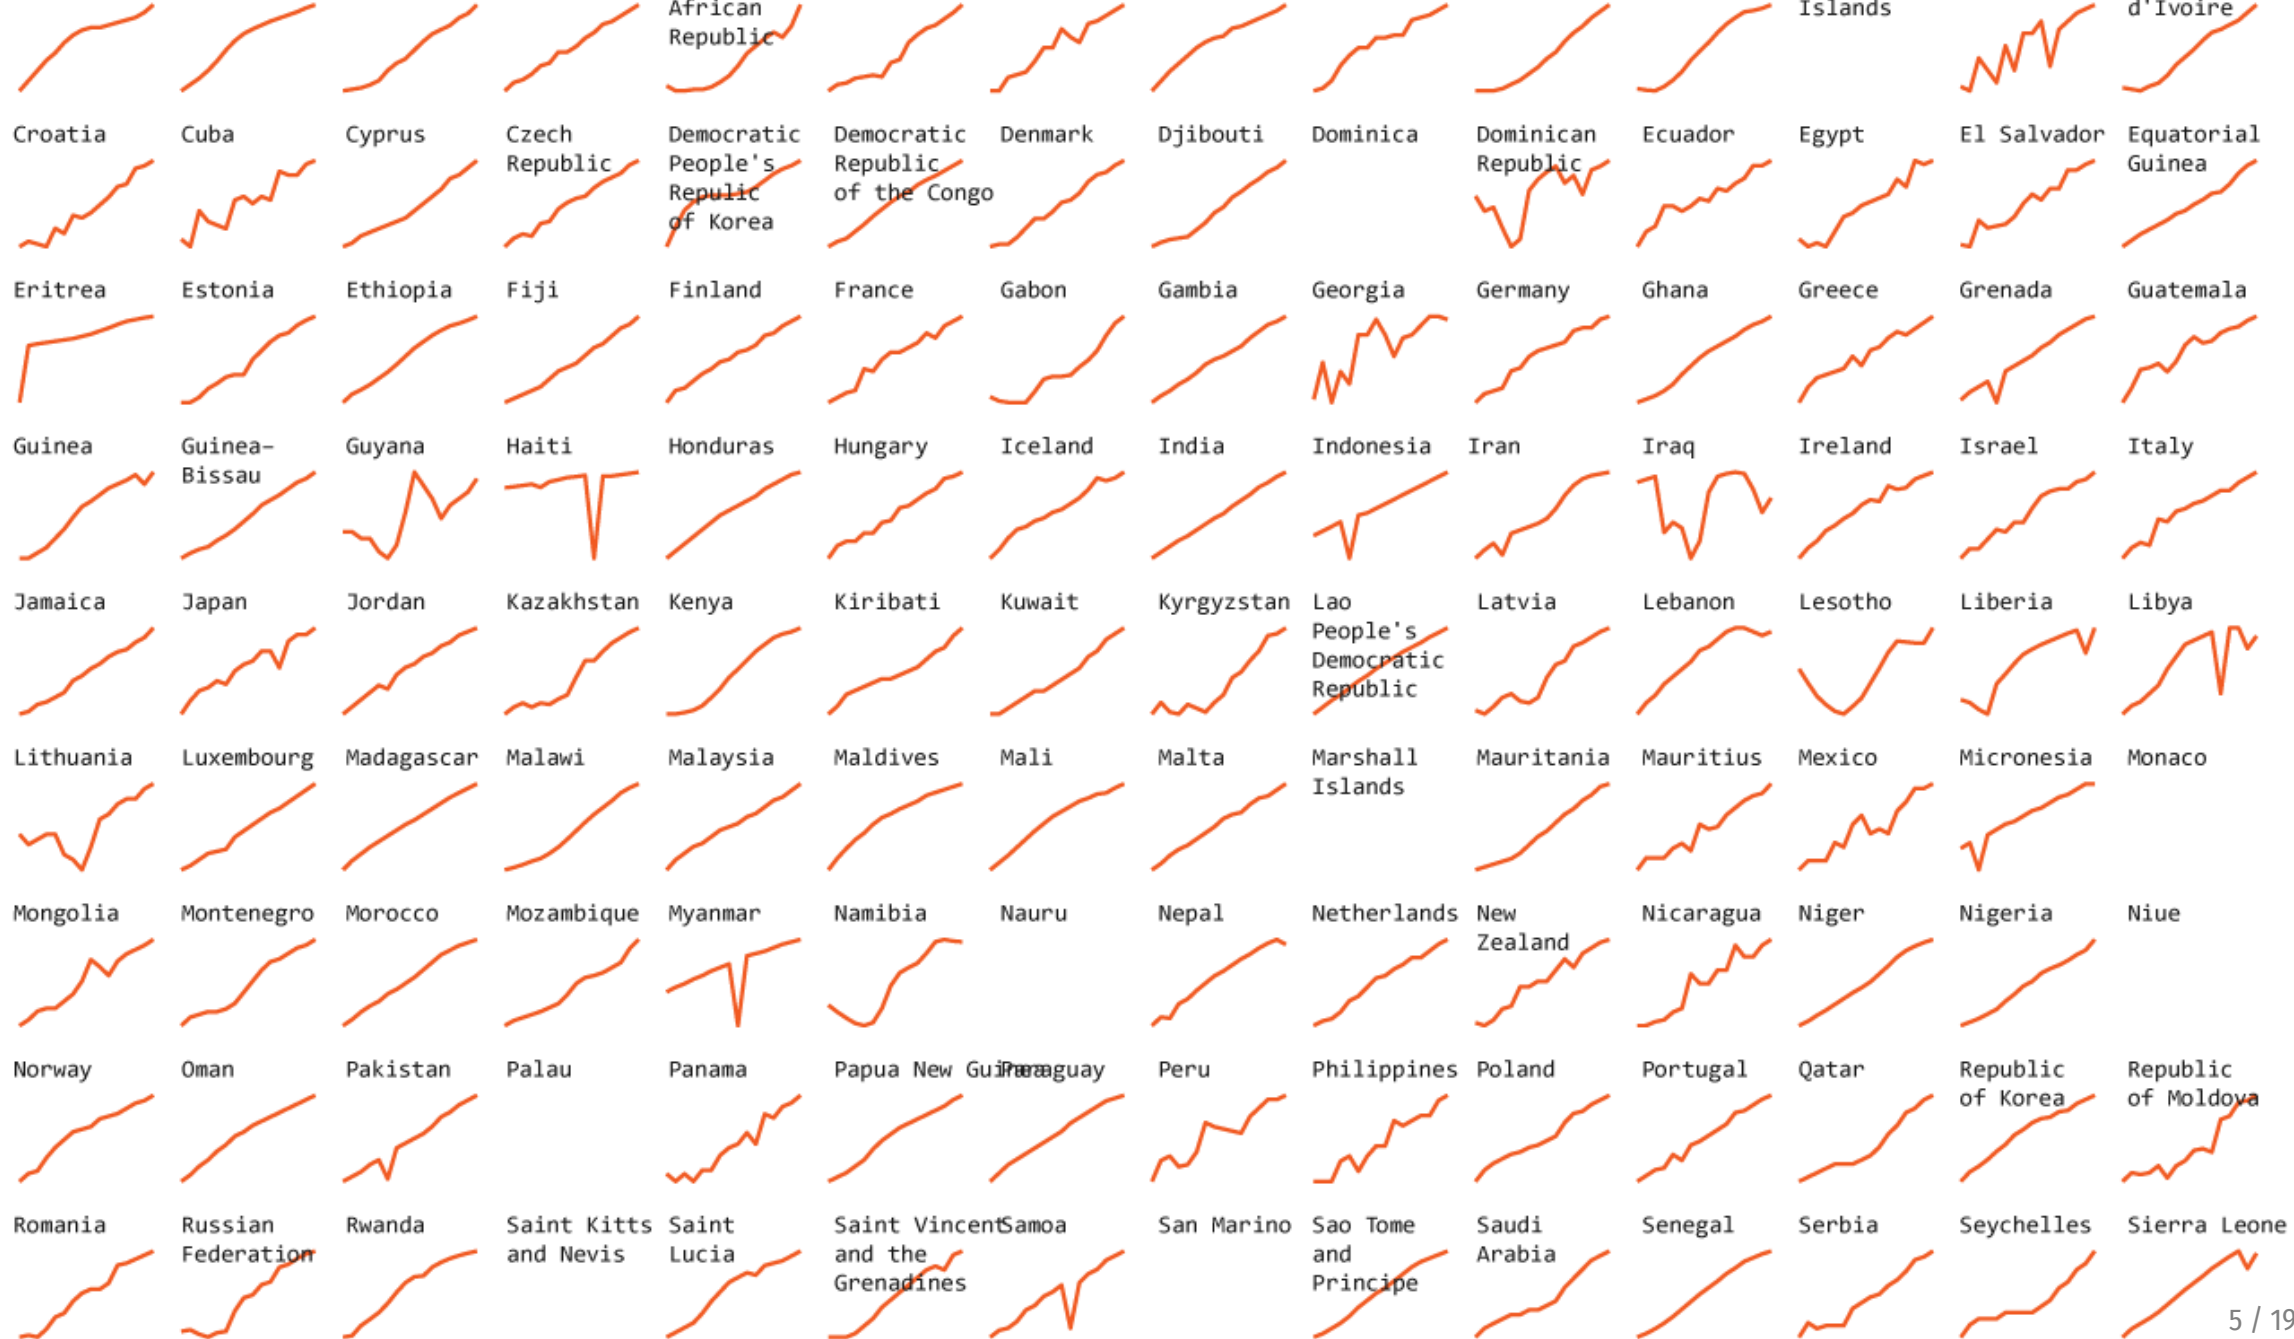 African
Republic
Islands
d'Ivoire
Croatia
Cuba
Cyprus
Czech
Republic
Democratic
People's
Repulic
of Korea
Democratic
Republic
of the Congo
Denmark
Djibouti
Dominica
Dominican
Republic
Ecuador
Egypt
El Salvador
Equatorial
Guinea
Eritrea
Estonia
Ethiopia
Fiji
Finland
France
Gabon
Gambia
Georgia
Germany
Ghana
Greece
Grenada
Guatemala
Guinea
Guinea–
Bissau
Guyana
Haiti
Honduras
Hungary
Iceland
India
Indonesia
Iran
Iraq
Ireland
Israel
Italy
Jamaica
Japan
Jordan
Kazakhstan
Kenya
Kiribati
Kuwait
Kyrgyzstan
Lao
People's
Democratic
Republic
Latvia
Lebanon
Lesotho
Liberia
Libya
Lithuania
Luxembourg
Madagascar
Malawi
Malaysia
Maldives
Mali
Malta
Marshall
Islands
Mauritania
Mauritius
Mexico
Micronesia
Monaco
Mongolia
Montenegro
Morocco
Mozambique
Myanmar
Namibia
Nauru
Nepal
Netherlands
New
Zealand
Nicaragua
Niger
Nigeria
Niue
Norway
Oman
Pakistan
Palau
Panama
Papua New Guinea
Paraguay
Peru
Philippines
Poland
Portugal
Qatar
Republic
of Korea
Republic
of Moldova
Romania
Russian
Federation
Rwanda
Saint Kitts
and Nevis
Saint
Lucia
Saint Vincent
and the
Grenadines
Samoa
San Marino
Sao Tome
and
Principe
Saudi
Arabia
Senegal
Serbia
Seychelles
Sierra Leone
5 / 19